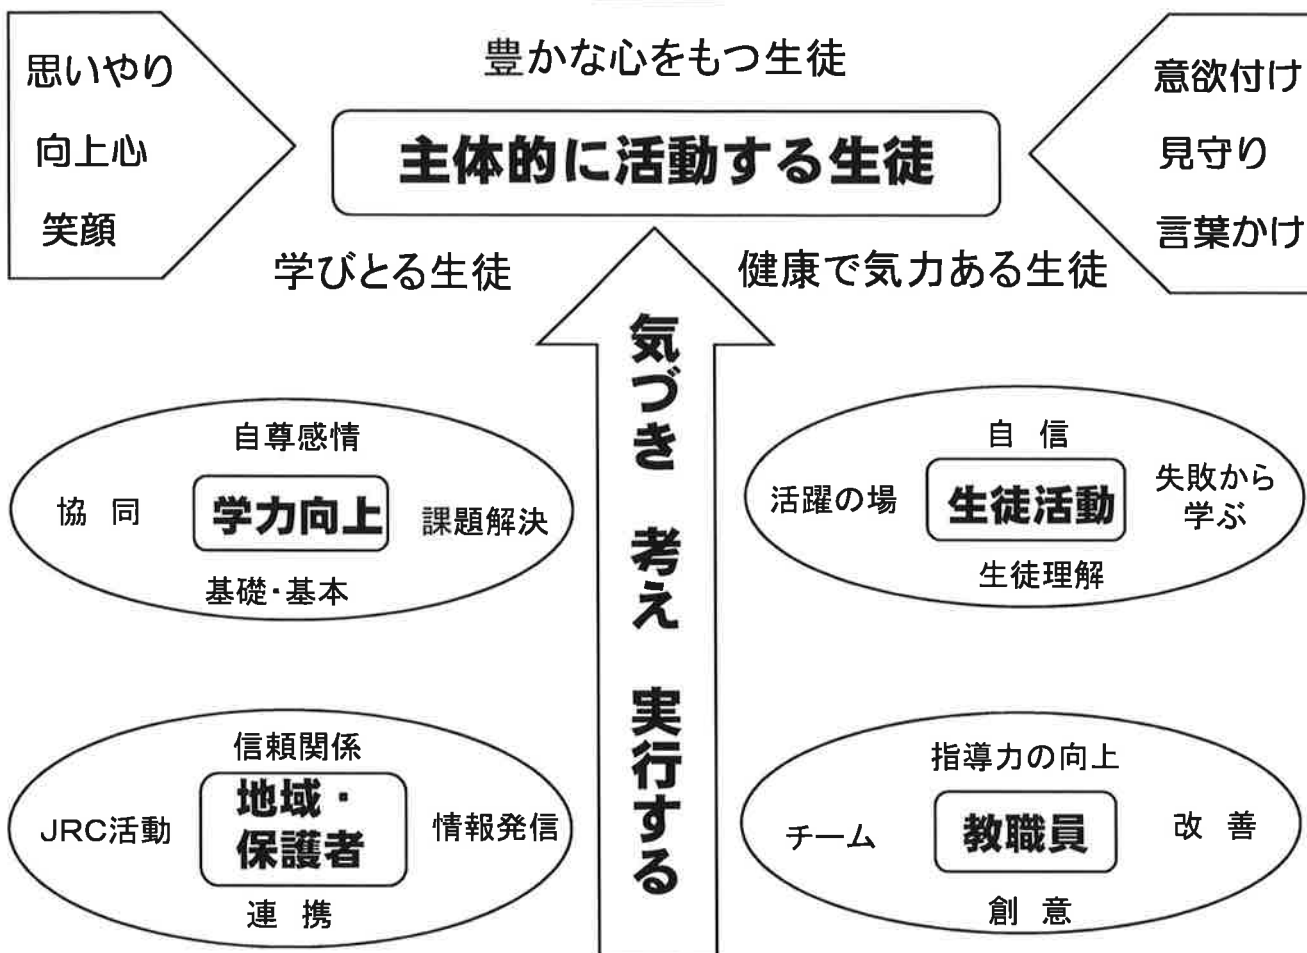 豊かな心をもつ生徒
思いやり
向上心
笑顔
主体的に活動する生徒
意欲付け
見守り
言葉かけ
学びとる生徒
健康で気力ある生徒
気づき 考え 実行する
自尊感情
協 同
学力向上
課題解決
基礎・基本
自 信
活躍の場
生徒活動
失敗から
学ぶ
生徒理解
信頼関係
JRC活動
地域・
保護者
情報発信
連 携
指導力の向上
チーム
教職員
改 善
創 意